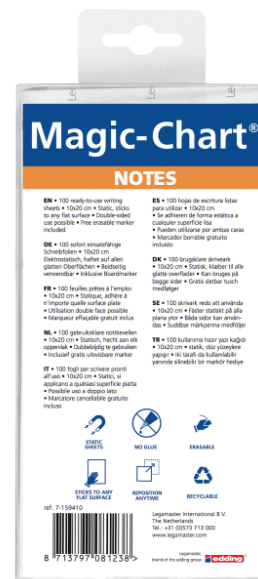 Magic-Chart®
NOTES
EN • 100 ready-to-use writing
sheets • 10x20 cm • Static, sticks
to any flat surface • Double-sided
use possible • Free erasable marker
included
DE • 100 sofort einsatzfähige
Schreibfolien • 10x20 cm
Elektrostatisch, haftet auf allen
glatten Oberflächen • Beidseitig
verwendbar • Inklusive Boardmarker
FR • 100 feuilles prêtes à
n'importe quelle surface plate
• Utilisation double face possible
• Marqueur effaçable gratuit inclus
NL • 100 gebruiksklare notitievellen
• 10x20 cm • Statisch, hecht aan elk
oppervlak • Dubbelzijdig te gebruiken
• Inclusief gratis uitwisbare marker
IT • 100 fogli per scrivere pronti
all'uso • 10x20 cm • Statici, si
applicano a qualsiasi superficie piatta
• Possibile uso a doppio lato
• Marcatore cancellabile gratuito
incluso
ES • 100 hojas de escritura listas
para utilizar • 10x20 cm
• Se adhieren de forma estática a
cualquier superficie lisa
• Pueden utilizarse por ambas caras
• Marcador borrable gratuito
incluido
DK • 100 brugsklare skriveark
• 10x20 cm • Statisk, klæber til alle
glatte overflader • Kan bruges på
begge sider • Gratis sletbar tusch
medfølger
SE • 100 skrivark redo att använda
• 10x20 cm • Fäster statiskt på alla
plana ytor • Båda sidor kan använ-
das • Suddbar märkpenna medföljer
TR • 100 kullanıma hazır yazı kağıdı
• 10x20 cm • statik, düz yüzeylere
yapışır • iki tarafı da kullanılabilir
yanında silinebilir bir markör hediye
STATIC
SHEETS
NO GLUE
ERASABLE
STICKS TO ANY
FLAT SURFACE
REPOSITION
ANYTIME
RECYCLABLE
ref. 7-159410
8 713797 081238 >
Legamaster International B.V.
The Netherlands
Tel.: +31 (0)573 713 000
www.legamaster.com
Legamaster,
brand of the edding group
edding